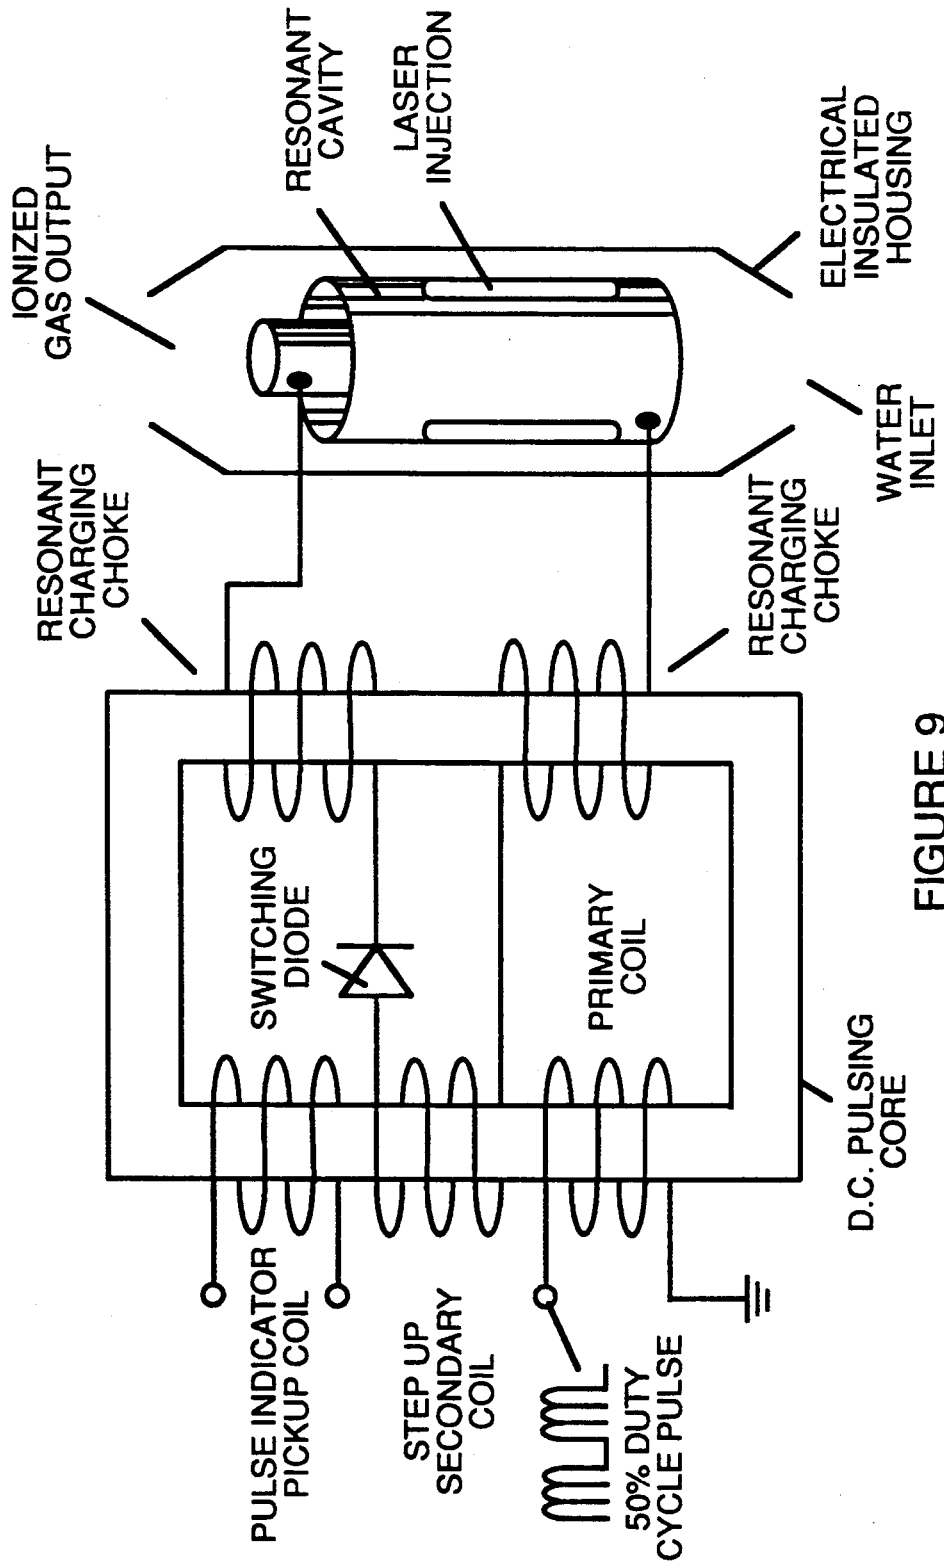 PULSE INDICATOR
PICKUP COIL
STEP UP
SECONDARY
COIL
50% DUTY
CYCLE PULSE
SWITCHING
DIODE
PRIMARY
COIL
D.C. PULSING
CORE
RESONANT
CHARGING
CHOKE
RESONANT
CHARGING
CHOKE
IONIZED
GAS OUTPUT
RESONANT
CAVITY
LASER
INJECTION
ELECTRICAL
INSULATED
HOUSING
WATER
INLET
FIGURE 9